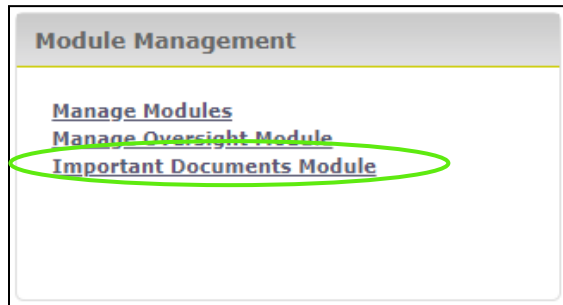 Module Management
Manage Modules
Manage Oversight Module
Important Documents Module